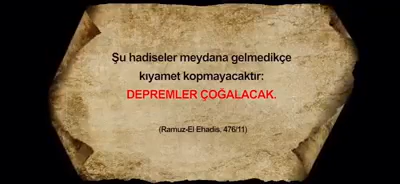 Şu hadiseler meydana gelmedikçe
kıyamet kopmayacaktır:
DEPREMLER ÇOĞALACAK.
(Ramuz-El Ehadis, 476/11)